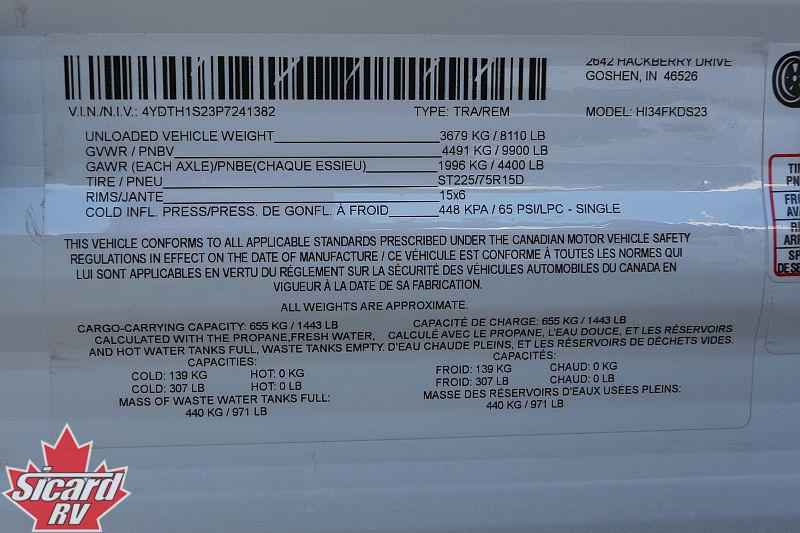 2642 HACKBERRY DRIVE
GOSHEN, IN 46526
V.I.N./N.I.V.: 4YDTH1S23P7241382 TYPE: TRA/REM MODEL: HI34FKDS23
UNLOADED VEHICLE WEIGHT 3679 KG / 8110 LB
GVWR / PNBV 4491 KG / 9900 LB
GAWR (EACH AXLE)/PNBE(CHAQUE ESSIEU) 1996 KG / 4400 LB
TIRE / PNEU ST225/75R15D
RIMS/JANTE 15x6
COLD INFL. PRESS/PRESS. DE GONFL. À FROID 448 KPA / 65 PSI/LPC - SINGLE
THIS VEHICLE CONFORMS TO ALL APPLICABLE STANDARDS PRESCRIBED UNDER THE CANADIAN MOTOR VEHICLE SAFETY
REGULATIONS IN EFFECT ON THE DATE OF MANUFACTURE / CE VÉHICULE EST CONFORME À TOUTES LES NORMES QUI
LUI SONT APPLICABLES EN VERTU DU RÉGLEMENT SUR LA SÉCURITÉ DES VÉHICULES AUTOMOBILES DU CANADA EN
VIGUEUR À LA DATE DE SA FABRICATION.
ALL WEIGHTS ARE APPROXIMATE.
CARGO-CARRYING CAPACITY: 655 KG / 1443 LB
CALCULATED WITH THE PROPANE,FRESH WATER,
AND HOT WATER TANKS FULL, WASTE TANKS EMPTY.
CAPACITIES:
COLD: 139 KG HOT: 0 KG
COLD: 307 LB HOT: 0 LB
MASS OF WASTE WATER TANKS FULL:
440 KG / 971 LB
CAPACITÉ DE CHARGE: 655 KG / 1443 LB
CALCULÉ AVEC LE PROPANE, L'EAU DOUCE, ET LES RÉSERVOIRS
D'EAU CHAUDE PLEINS, ET LES RÉSERVOIRS DE DÉCHETS VIDES.
CAPACITÉS:
FROID: 139 KG CHAUD: 0 KG
FROID: 307 LB CHAUD: 0 LB
MASSE DES RÉSERVOIRS D'EAUX USÉES PLEINS:
440 KG / 971 LB
Sicard
RV